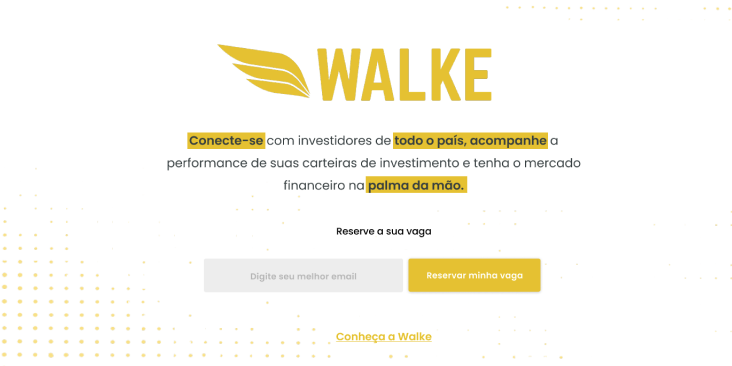 WALKE
Conecte-se com investidores de todo o país, acompanhe a
performance de suas carteiras de investimento e tenha o mercado
financeiro na palma da mão.
Reserve a sua vaga
Digite seu melhor email
Reservar minha vaga
Conheça a Walke